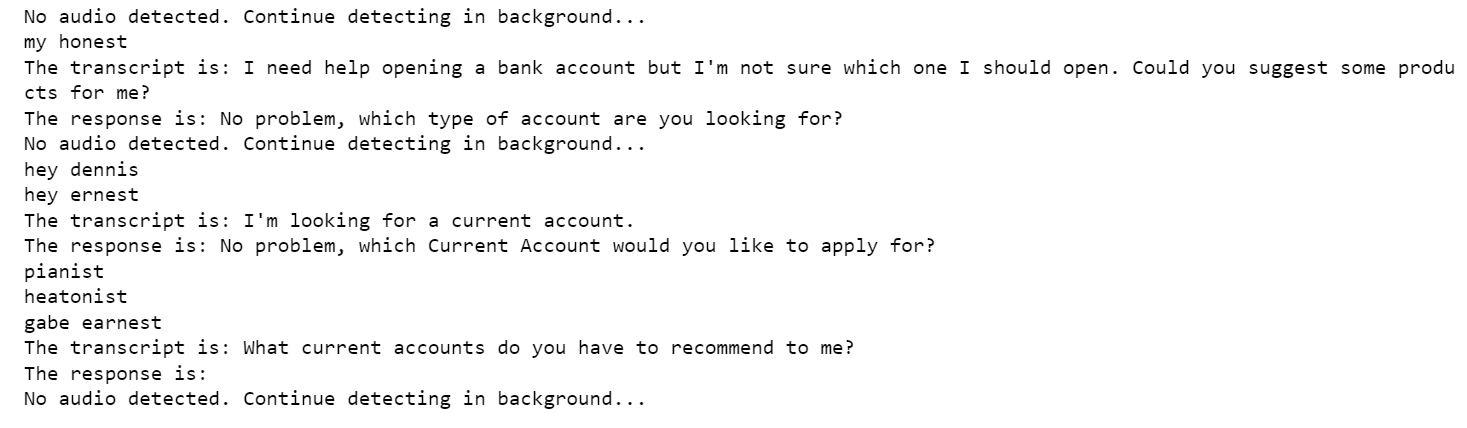 No audio detected. Continue detecting in background...
my honest
The transcript is: I need help opening a bank account but I'm not sure which one I should open. Could you suggest some produ
cts for me?
The response is: No problem, which type of account are you looking for?
No audio detected. Continue detecting in background...
hey dennis
hey ernest
The transcript is: I'm looking for a current account.
The response is: No problem, which Current Account would you like to apply for?
pianist
heatonist
gabe earnest
The transcript is: What current accounts do you have to recommend to me?
The response is:
No audio detected. Continue detecting in background...